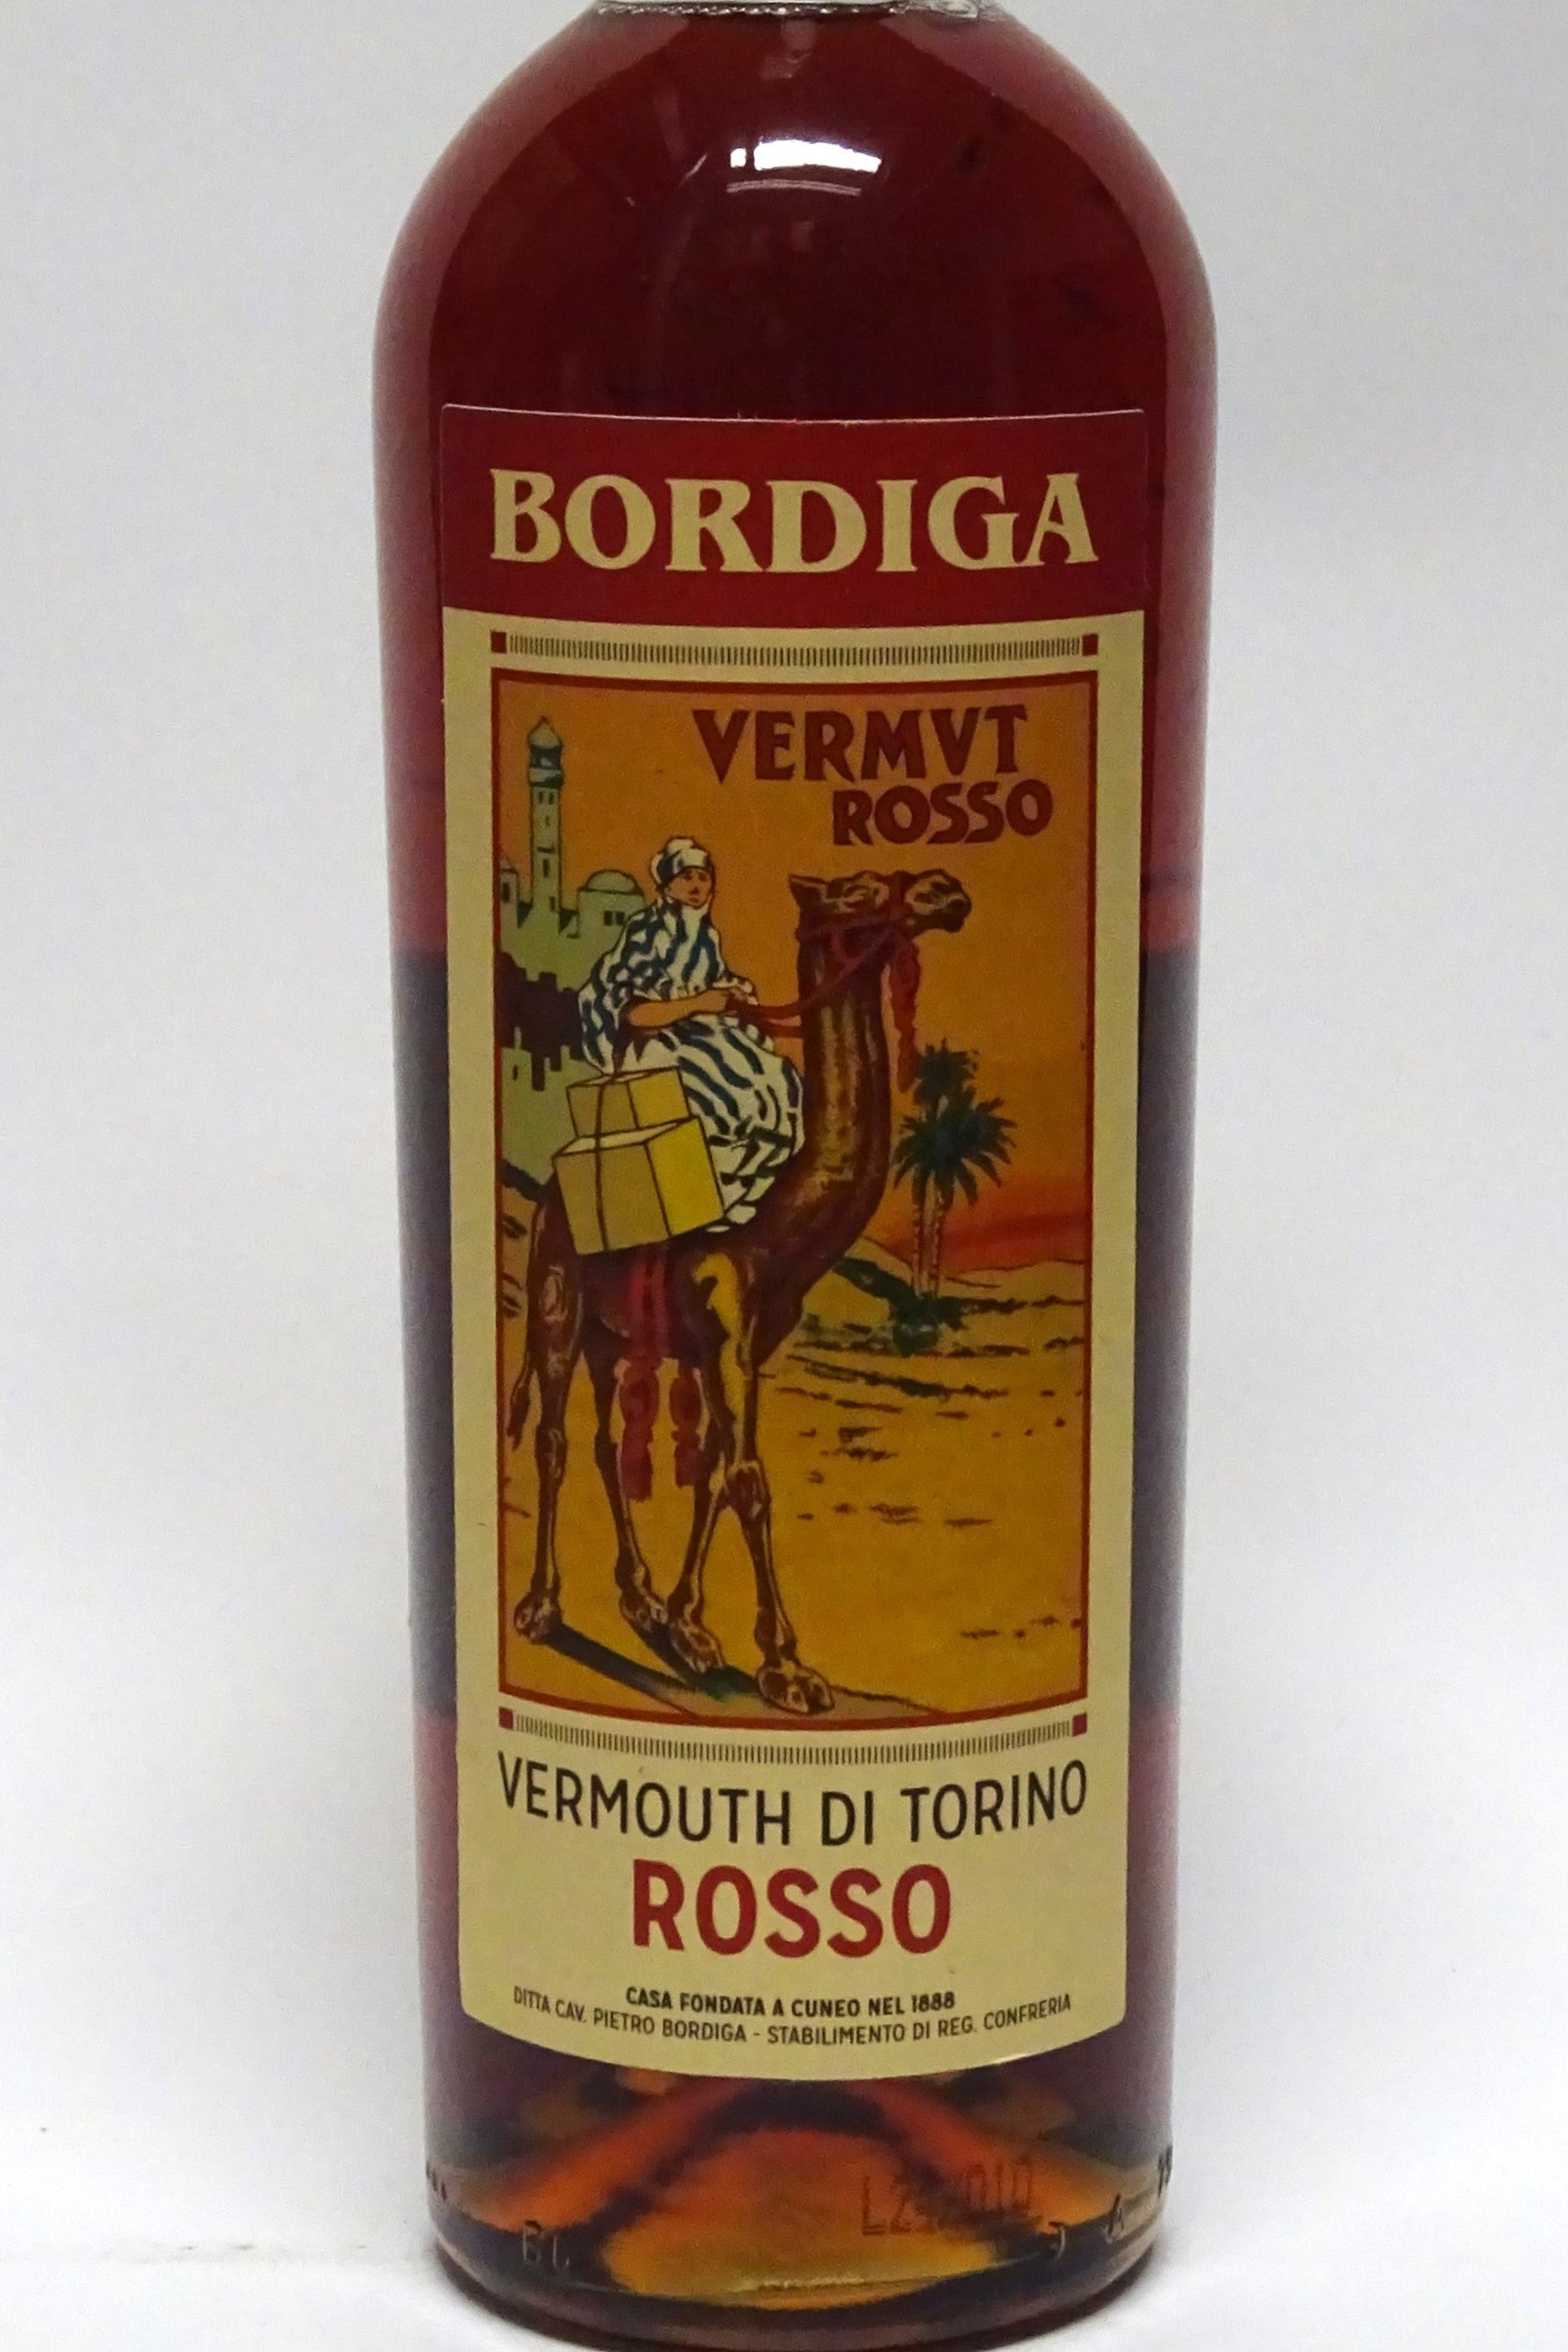 BORDIGA
VERMVT
ROSSO
VERMOUTH DI TORINO
ROSSO
CASA FONDATA A CUNEO NEL 1888
DITTA CAV. PIETRO BORDIGA - STABILIMENTO DI REG. CONFRERIA